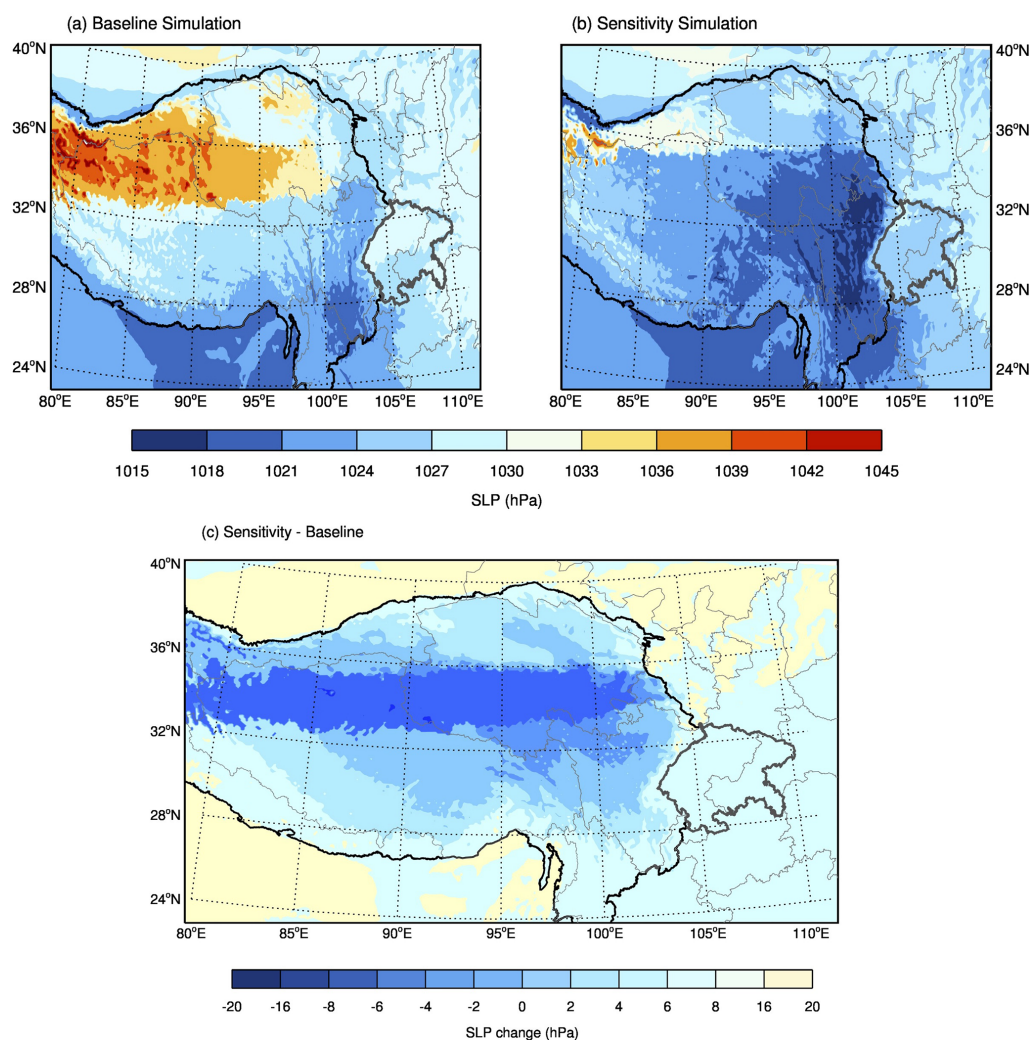 (a) Baseline Simulation
(b) Sensitivity Simulation
40°N
36°N
32°N
28°N
24°N
80°E 85°E 90°E 95°E 100°E 105°E 110°E
40°N
36°N
32°N
28°N
24°N
80°E 85°E 90°E 95°E 100°E 105°E 110°E
1015 1018 1021 1024 1027 1030 1033 1036 1039 1042 1045
SLP (hPa)
(c) Sensitivity - Baseline
40°N
36°N
32°N
28°N
24°N
80°E 85°E 90°E 95°E 100°E 105°E 110°E
-20 -16 -8 -6 -4 -2 0 2 4 6 8 16 20
SLP change (hPa)